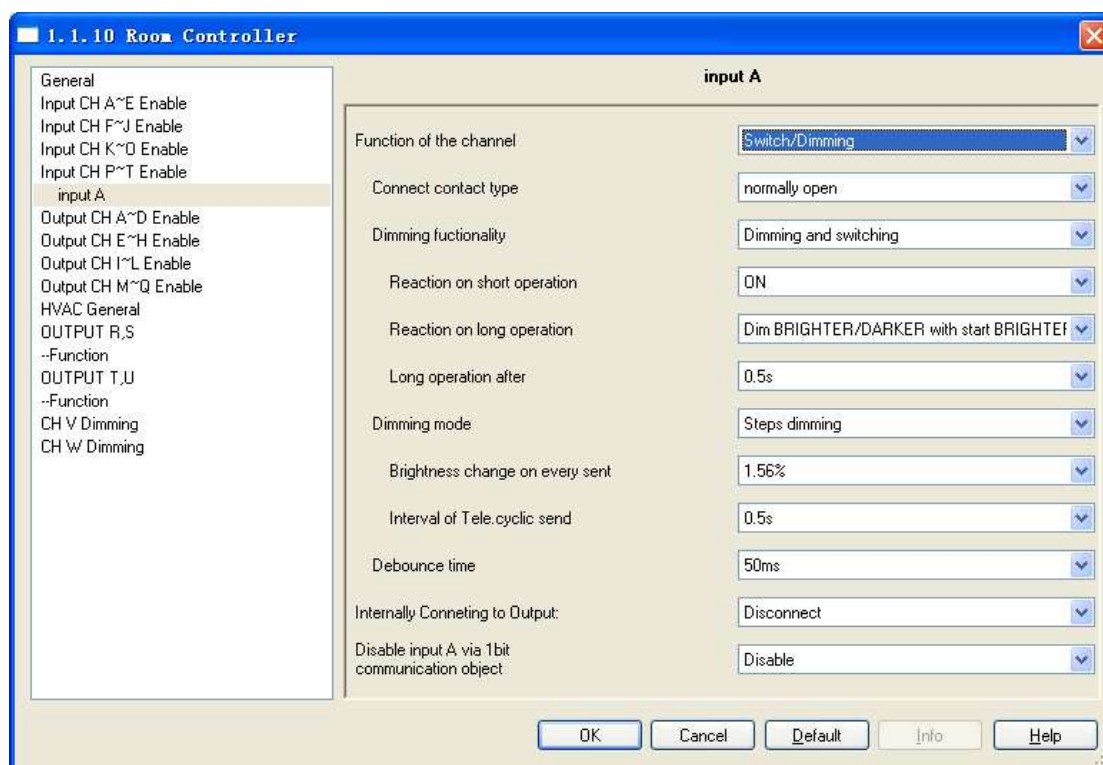 1.1.10 Room Controller
General
Input CH A~E Enable
Input CH F~J Enable
Input CH K~O Enable
Input CH P~T Enable
input A
Output CH A~D Enable
Output CH E~H Enable
Output CH I~L Enable
Output CH M~Q Enable
HVAC General
OUTPUT R,S
--Function
OUTPUT T,U
--Function
CH V Dimming
CH W Dimming
input A
Function of the channel Switch/Dimming
Connect contact type normally open
Dimming fuctionality Dimming and switching
Reaction on short operation ON
Reaction on long operation Dim BRIGHTER/DARKER with start BRIGHTER
Long operation after 0.5s
Dimming mode Steps dimming
Brightness change on every sent 1.56%
Interval of Tele.cyclic send 0.5s
Debounce time 50ms
Internally Conneting to Output: Disconnect
Disable input A via 1bit
communication object Disable
OK Cancel Default Info Help